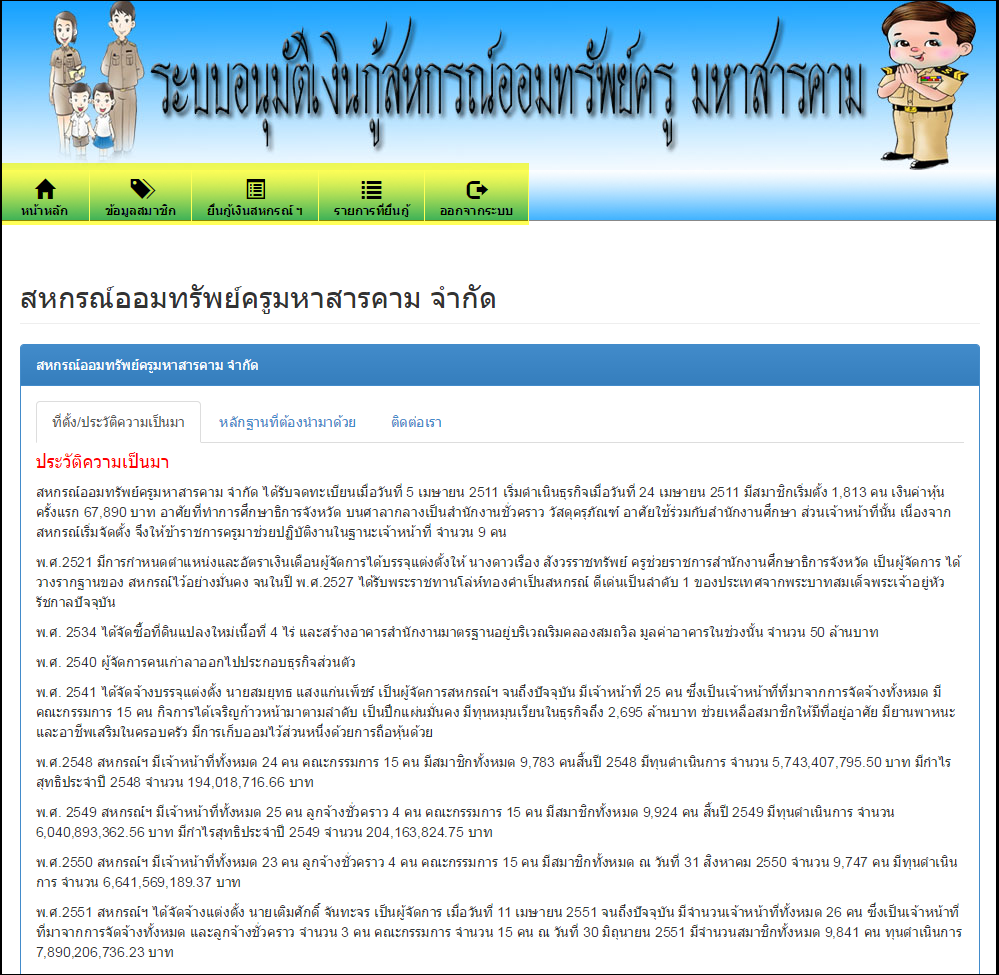 ระบบอนุมัติเงินกู้สหกรณ์ออมทรัพย์ครู มหาสารคาม
หน้าหลัก
ข้อมูลสมาชิก
ยื่นกู้เงินสหกรณ์ ฯ
รายการที่ยื่นกู้
ออกจากระบบ
สหกรณ์ออมทรัพย์ครูมหาสารคาม จำกัด
สหกรณ์ออมทรัพย์ครูมหาสารคาม จำกัด
ที่ตั้ง/ประวัติความเป็นมา
หลักฐานที่ต้องนำมาด้วย
ติดต่อเรา
ประวัติความเป็นมา
สหกรณ์ออมทรัพย์ครูมหาสารคาม จำกัด ได้รับจดทะเบียนเมื่อวันที่ 5 เมษายน 2511 เริ่มดำเนินธุรกิจเมื่อวันที่ 24 เมษายน 2511 มีสมาชิกเริ่มตั้ง 1,813 คน เงินค่าหุ้น
ครั้งแรก 67,890 บาท อาศัยที่ทำการศึกษาธิการจังหวัด บนศาลากลางเป็นสำนักงานชั่วคราว วัสดุครุภัณฑ์ อาศัยใช้ร่วมกับสำนักงานศึกษา ส่วนเจ้าหน้าที่นั้น เนื่องจาก
สหกรณ์เริ่มจัดตั้ง จึงให้ข้าราชการครูมาช่วยปฏิบัติงานในฐานะเจ้าหน้าที่ จำนวน 9 คน
พ.ศ.2521 มีการกำหนดตำแหน่งและอัตราเงินเดือนผู้จัดการได้บรรจุแต่งตั้งให้ นางดาวเรือง สังวรราชทรัพย์ ครูช่วยราชการสำนักงานศึกษาธิการจังหวัด เป็นผู้จัดการ ได้
วางรากฐานของ สหกรณ์ไว้อย่างมั่นคง จนในปี พ.ศ.2527 ได้รับพระราชทานโล่ห์ทองคำเป็นสหกรณ์ ดีเด่นเป็นลำดับ 1 ของประเทศจากพระบาทสมเด็จพระเจ้าอยู่หัว
รัชกาลปัจจุบัน
พ.ศ. 2534 ได้จัดซื้อที่ดินแปลงใหม่เนื้อที่ 4 ไร่ และสร้างอาคารสำนักงานมาตรฐานอยู่บริเวณริมคลองสมถวิล มูลค่าอาคารในช่วงนั้น จำนวน 50 ล้านบาท
พ.ศ. 2540 ผู้จัดการคนเก่าลาออกไปประกอบธุรกิจส่วนตัว
พ.ศ. 2541 ได้จัดจ้างบรรจุแต่งตั้ง นายสมยุทธ แสงแก่นเพ็ชร์ เป็นผู้จัดการสหกรณ์ฯ จนถึงปัจจุบัน มีเจ้าหน้าที่ 25 คน ซึ่งเป็นเจ้าหน้าที่ที่มาจากการจัดจ้างทั้งหมด มี
คณะกรรมการ 15 คน กิจการได้เจริญก้าวหน้ามาตามลำดับ เป็นปึกแผ่นมั่นคง มีทุนหมุนเวียนในธุรกิจถึง 2,695 ล้านบาท ช่วยเหลือสมาชิกให้มีที่อยู่อาศัย มียานพาหนะ
และอาชีพเสริมในครอบครัว มีการเก็บออมไว้ส่วนหนึ่งด้วยการถือหุ้นด้วย
พ.ศ.2548 สหกรณ์ฯ มีเจ้าหน้าที่ทั้งหมด 24 คน คณะกรรมการ 15 คน มีสมาชิกทั้งหมด 9,783 คนสิ้นปี 2548 มีทุนดำเนินการ จำนวน 5,743,407,795.50 บาท มีกำไร
สุทธิประจำปี 2548 จำนวน 194,018,716.66 บาท
พ.ศ. 2549 สหกรณ์ฯ มีเจ้าหน้าที่ทั้งหมด 25 คน ลูกจ้างชั่วคราว 4 คน คณะกรรมการ 15 คน มีสมาชิกทั้งหมด 9,924 คน สิ้นปี 2549 มีทุนดำเนินการ จำนวน
6,040,893,362.56 บาท มีกำไรสุทธิประจำปี 2549 จำนวน 204,163,824.75 บาท
พ.ศ.2550 สหกรณ์ฯ มีเจ้าหน้าที่ทั้งหมด 23 คน ลูกจ้างชั่วคราว 4 คน คณะกรรมการ 15 คน มีสมาชิกทั้งหมด ณ วันที่ 31 สิงหาคม 2550 จำนวน 9,747 คน มีทุนดำเนิน
การ จำนวน 6,641,569,189.37 บาท
พ.ศ.2551 สหกรณ์ฯ ได้จัดจ้างแต่งตั้ง นายเติมศักดิ์ จันทะจร เป็นผู้จัดการ เมื่อวันที่ 11 เมษายน 2551 จนถึงปัจจุบัน มีจำนวนเจ้าหน้าที่ทั้งหมด 26 คน ซึ่งเป็นเจ้าหน้าที่
ที่มาจากการจัดจ้างทั้งหมด และลูกจ้างชั่วคราว จำนวน 3 คน คณะกรรมการ จำนวน 15 คน ณ วันที่ 30 มิถุนายน 2551 มีจำนวนสมาชิกทั้งหมด 9,841 คน ทุนดำเนินการ
7,890,206,736.23 บาท